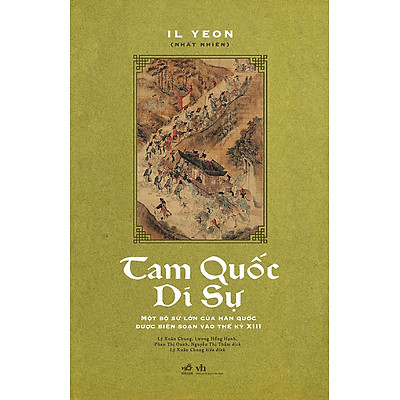 IL YEON
(NHẤT NHIÊN)
Tam Quốc
Di Sự
MỘT BỘ SỬ LỚN CỦA HÀN QUỐC
ĐƯỢC BIÊN SOẠN VÀO THẾ KỶ XIII
Lý Xuân Chung, Lương Hồng Hạnh,
Phan Thị Oanh, Nguyễn Thị Thắm dịch
Lý Xuân Chung hiệu đính
vh